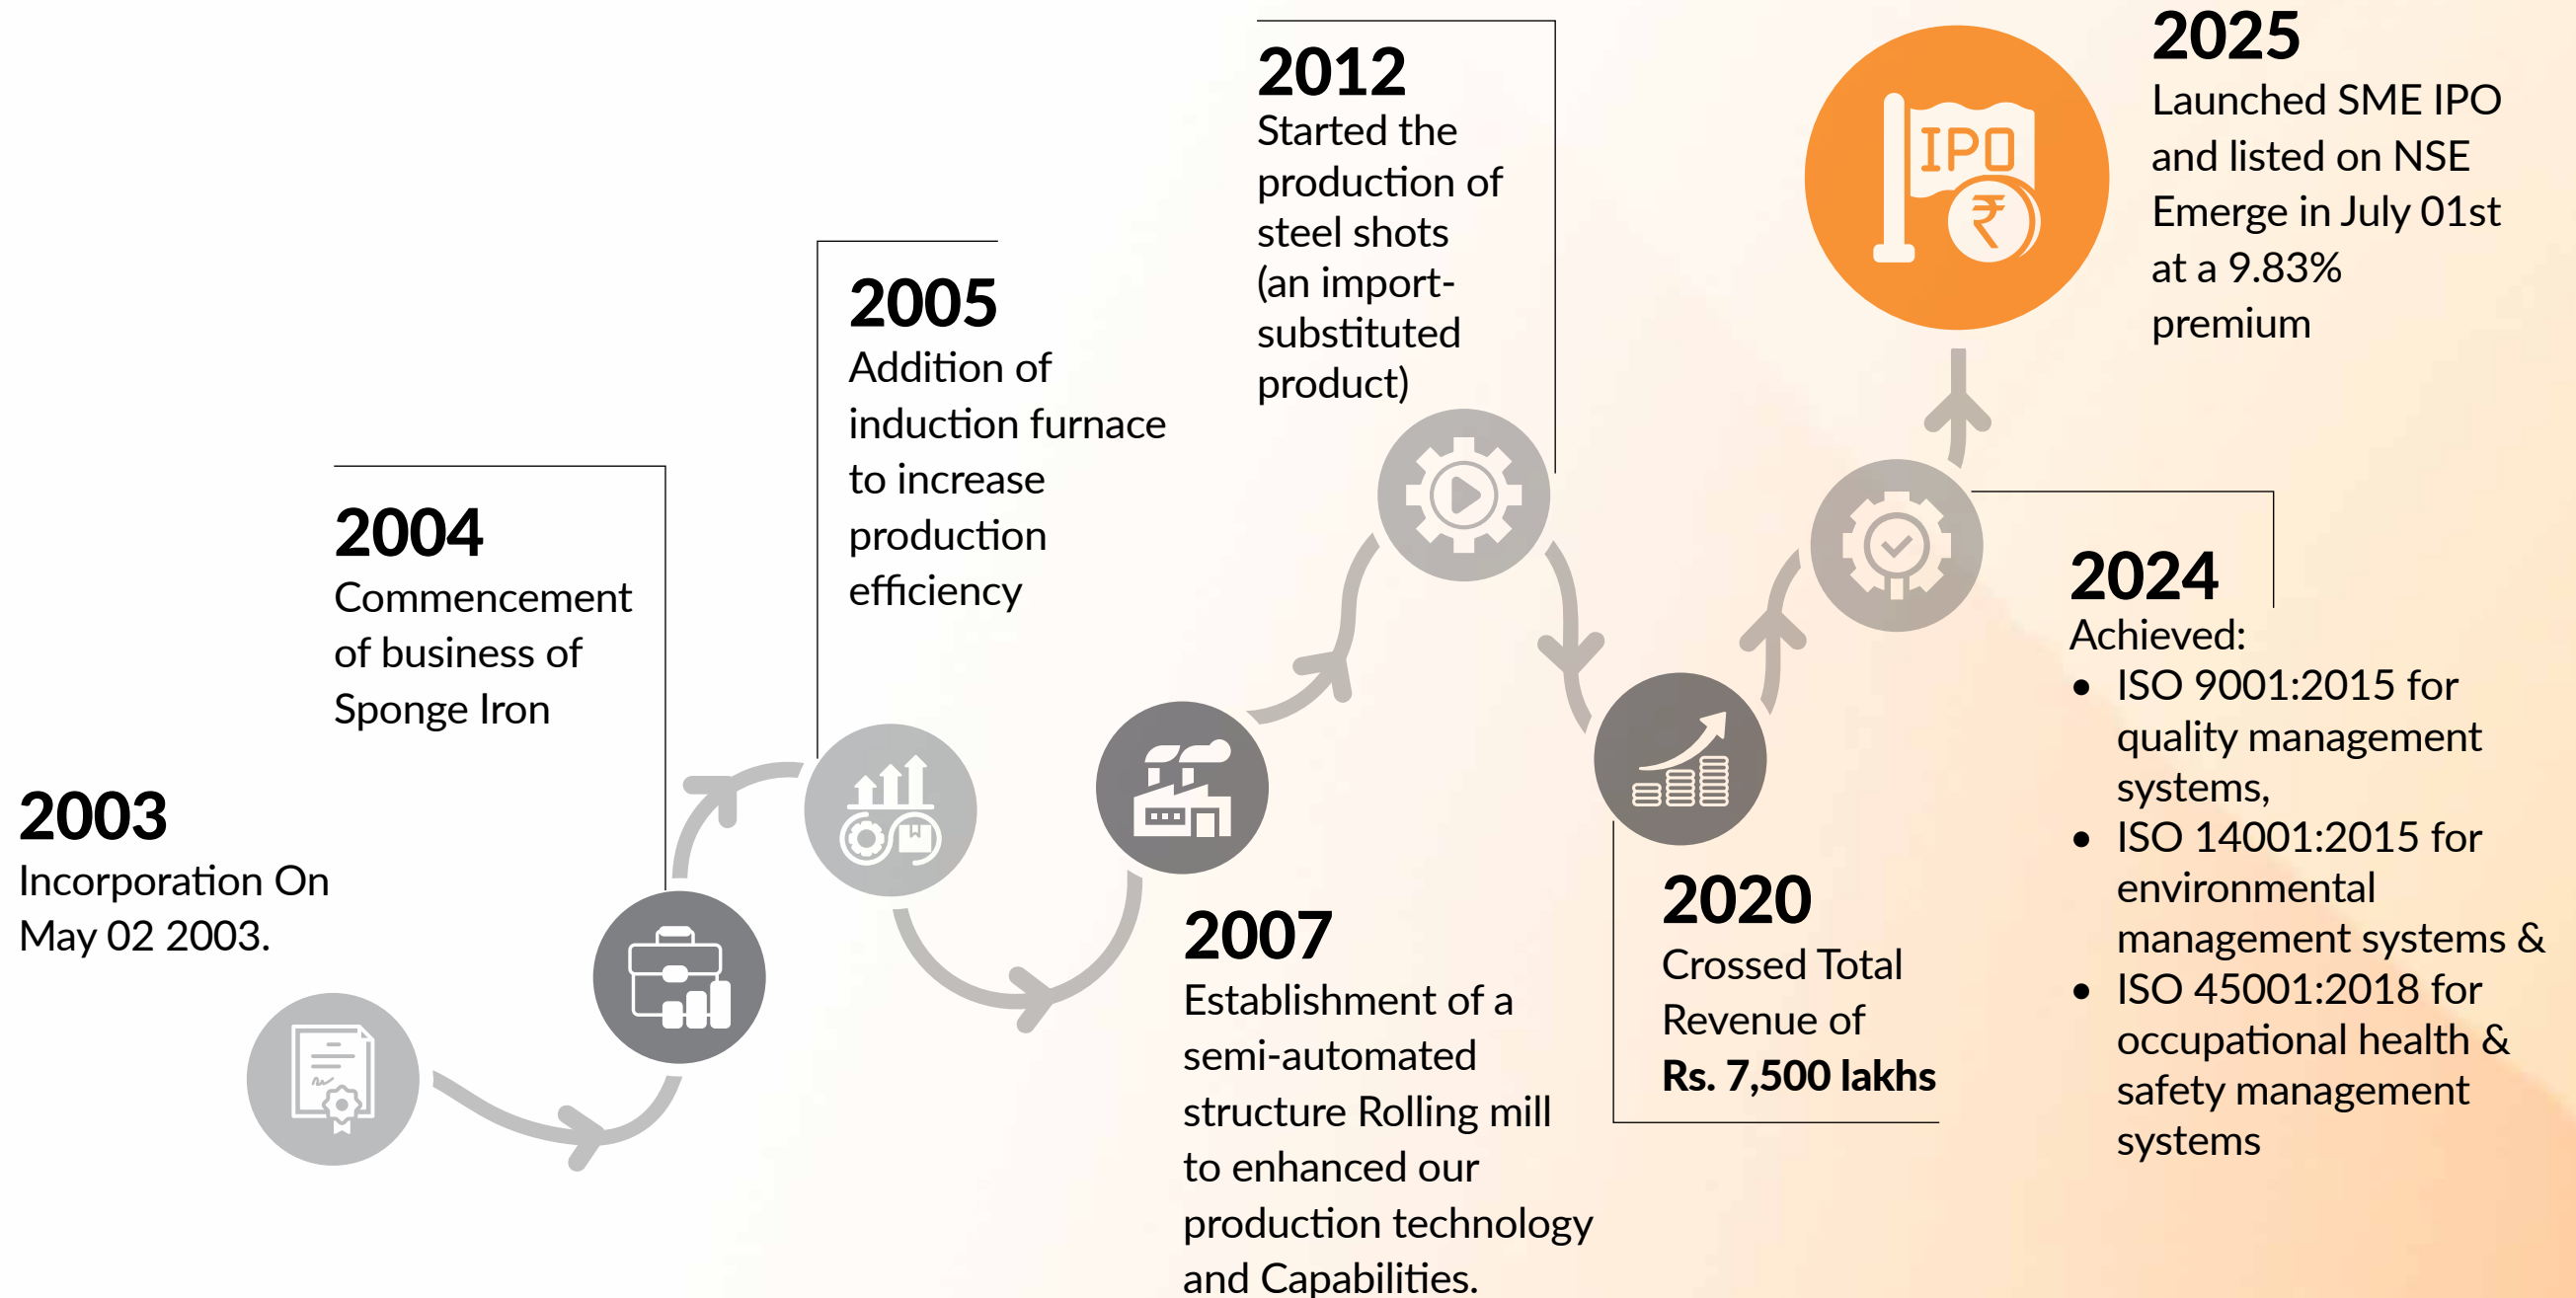 2003
Incorporation On
May 02 2003.
2004
Commencement
of business of
Sponge Iron
2005
Addition of
induction furnace
to increase
production
efficiency
2007
Establishment of a
semi-automated
structure Rolling mill
to enhanced our
production technology
and Capabilities.
2012
Started the
production of
steel shots
(an import-
substituted
product)
2020
Crossed Total
Revenue of
Rs. 7,500 lakhs
2024
Achieved:
• ISO 9001:2015 for
quality management
systems,
• ISO 14001:2015 for
environmental
management systems &
• ISO 45001:2018 for
occupational health &
safety management
systems
IPO
₹
2025
Launched SME IPO
and listed on NSE
Emerge in July 01st
at a 9.83%
premium